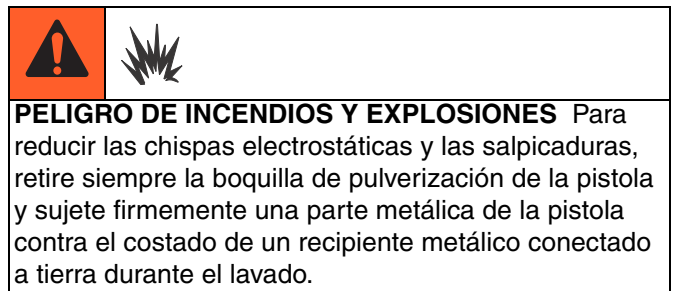 PELIGRO DE INCENDIOS Y EXPLOSIONES Para
reducir las chispas electrostáticas y las salpicaduras,
retire siempre la boquilla de pulverización de la pistola
y sujete firmemente una parte metálica de la pistola
contra el costado de un recipiente metálico conectado
a tierra durante el lavado.